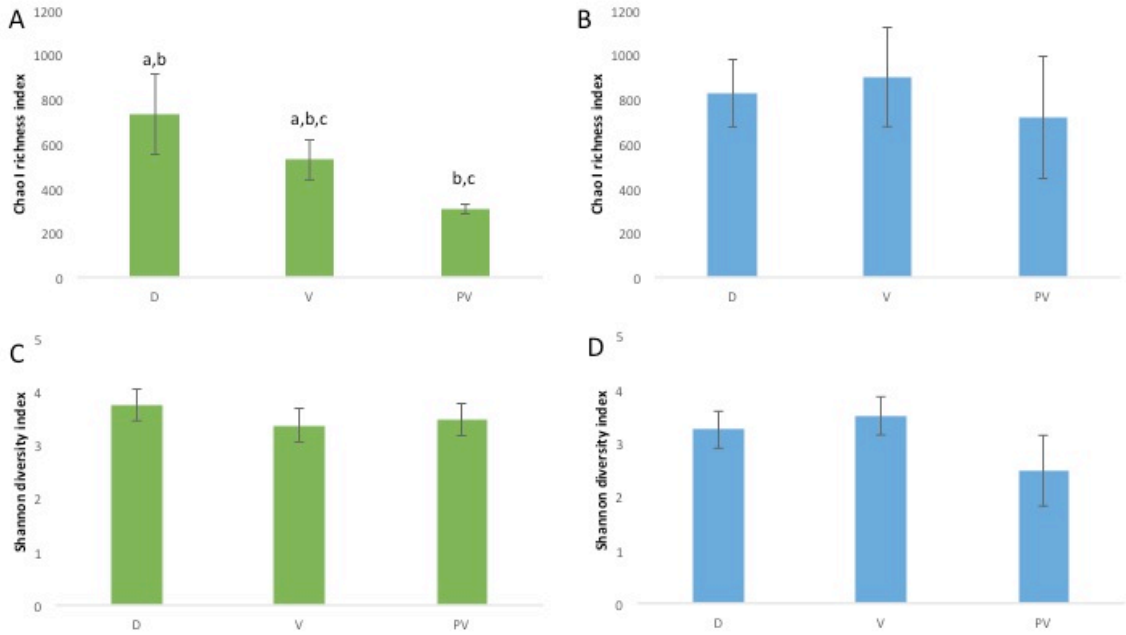 A
Chao I richness index
1200
1000
800
600
400
200
0
a,b
a,b,c
b,c
D V PV
B
Chao I richness index
1200
1000
800
600
400
200
0
D V PV
C
Shannon diversity index
5
4
3
2
1
0
D V PV
D
Shannon diversity index
5
4
3
2
1
0
D V PV